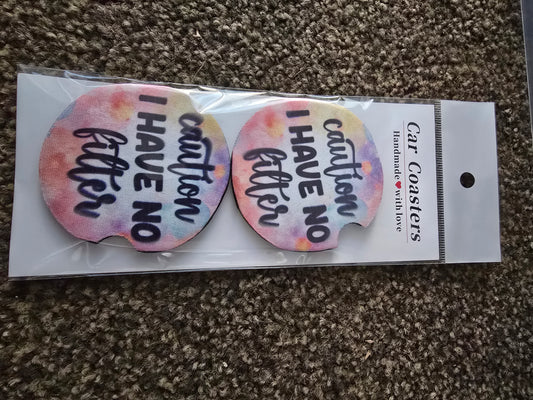 Car Coasters
Handmade❤with love
caution
I HAVE NO
filter
caution
I HAVE NO
filter